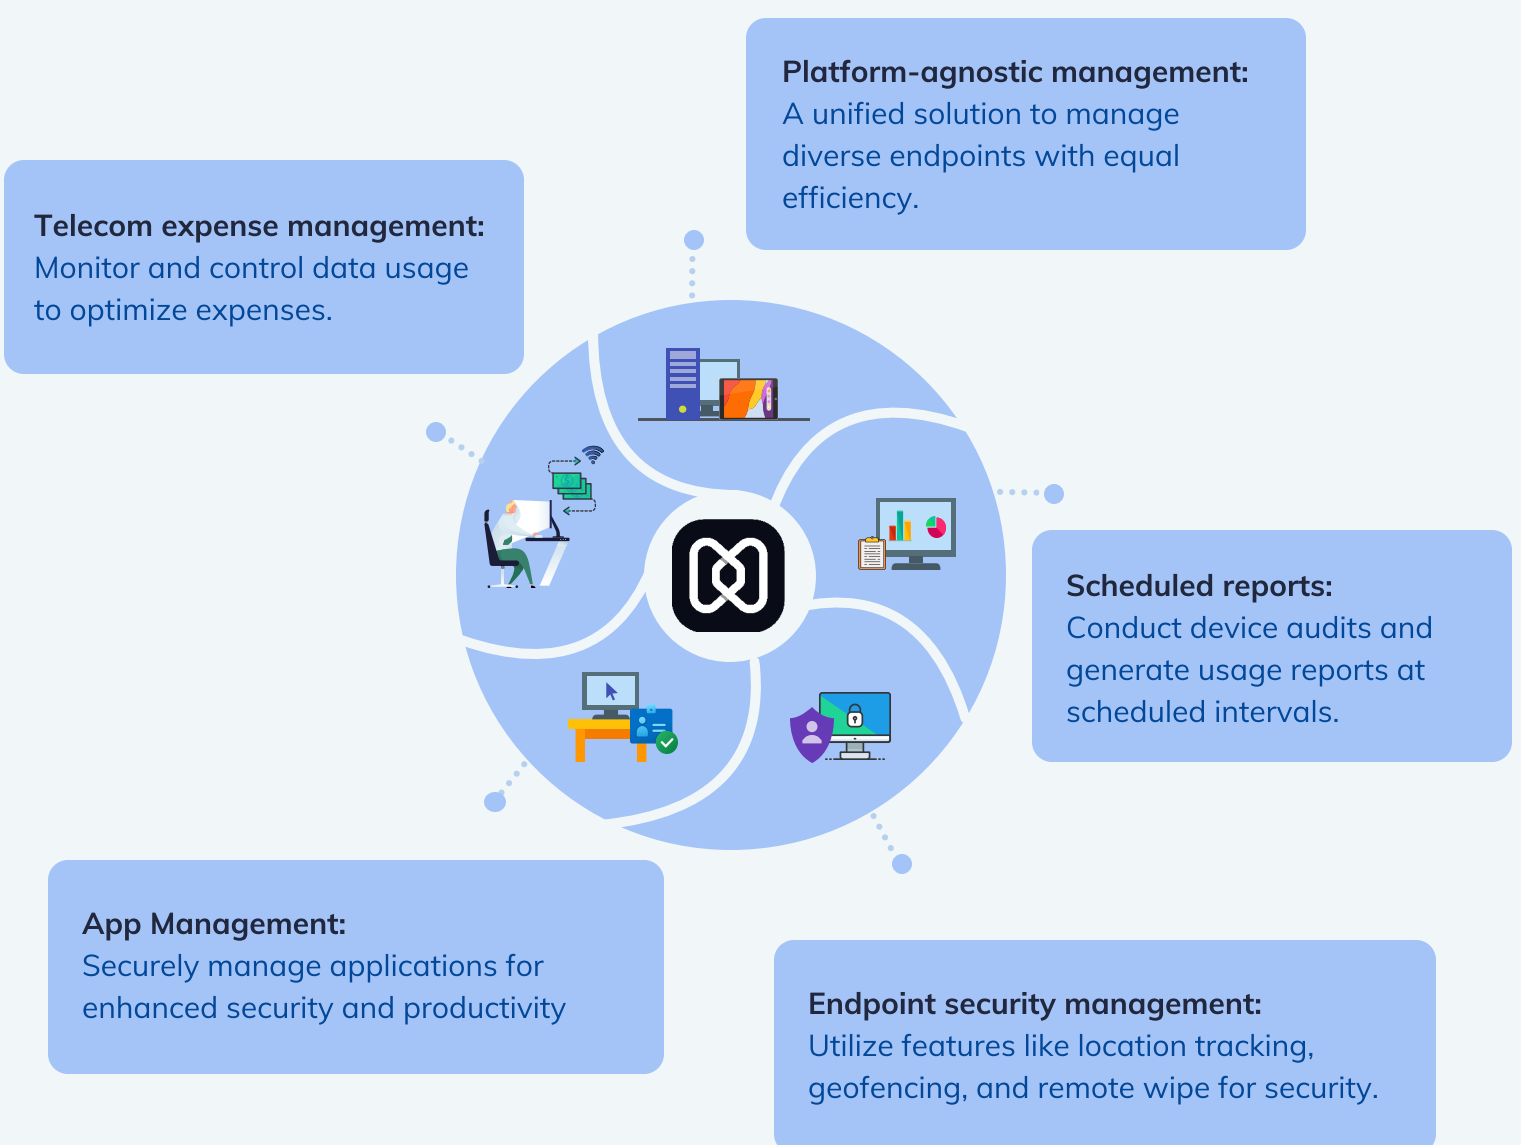 Platform-agnostic management:
A unified solution to manage
diverse endpoints with equal
efficiency.
Telecom expense management:
Monitor and control data usage
to optimize expenses.
Scheduled reports:
Conduct device audits and
generate usage reports at
scheduled intervals.
App Management:
Securely manage applications for
enhanced security and productivity
Endpoint security management:
Utilize features like location tracking,
geofencing, and remote wipe for security.